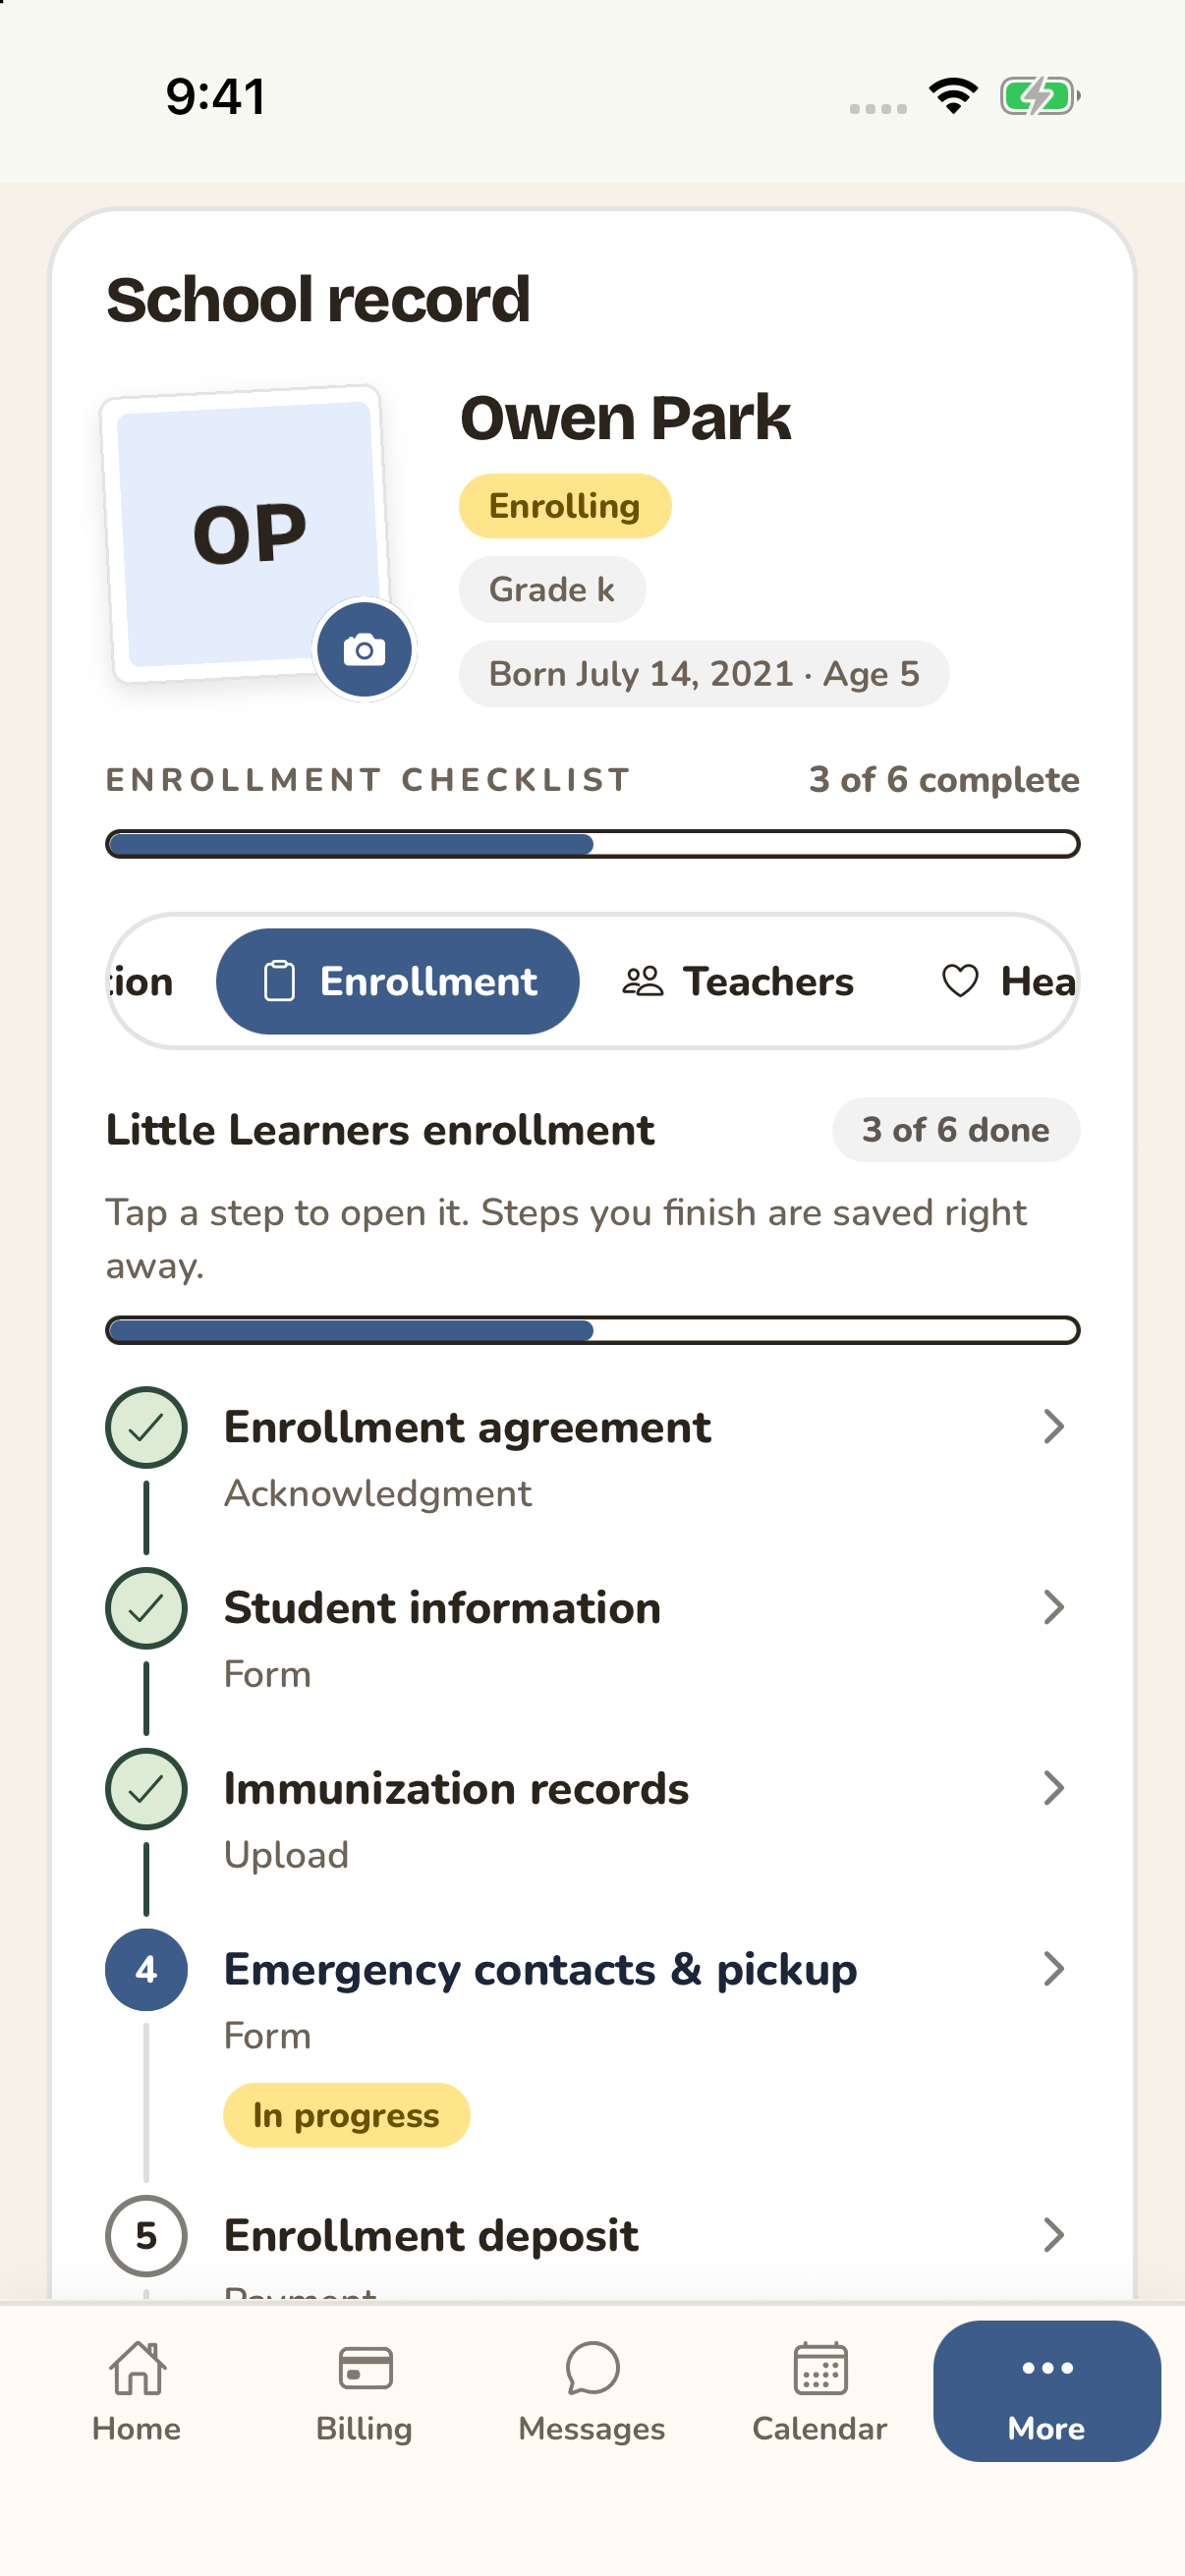 9:41
School record
OP
Owen Park
Enrolling
Grade k
Born July 14, 2021 · Age 5
ENROLLMENT CHECKLIST
3 of 6 complete
tion
Enrollment
Teachers
Hea
Little Learners enrollment
3 of 6 done
Tap a step to open it. Steps you finish are saved right
away.
Enrollment agreement
Acknowledgment
Student information
Form
Immunization records
Upload
4
Emergency contacts & pickup
Form
In progress
5
Enrollment deposit
Payment
Home
Billing
Messages
Calendar
More